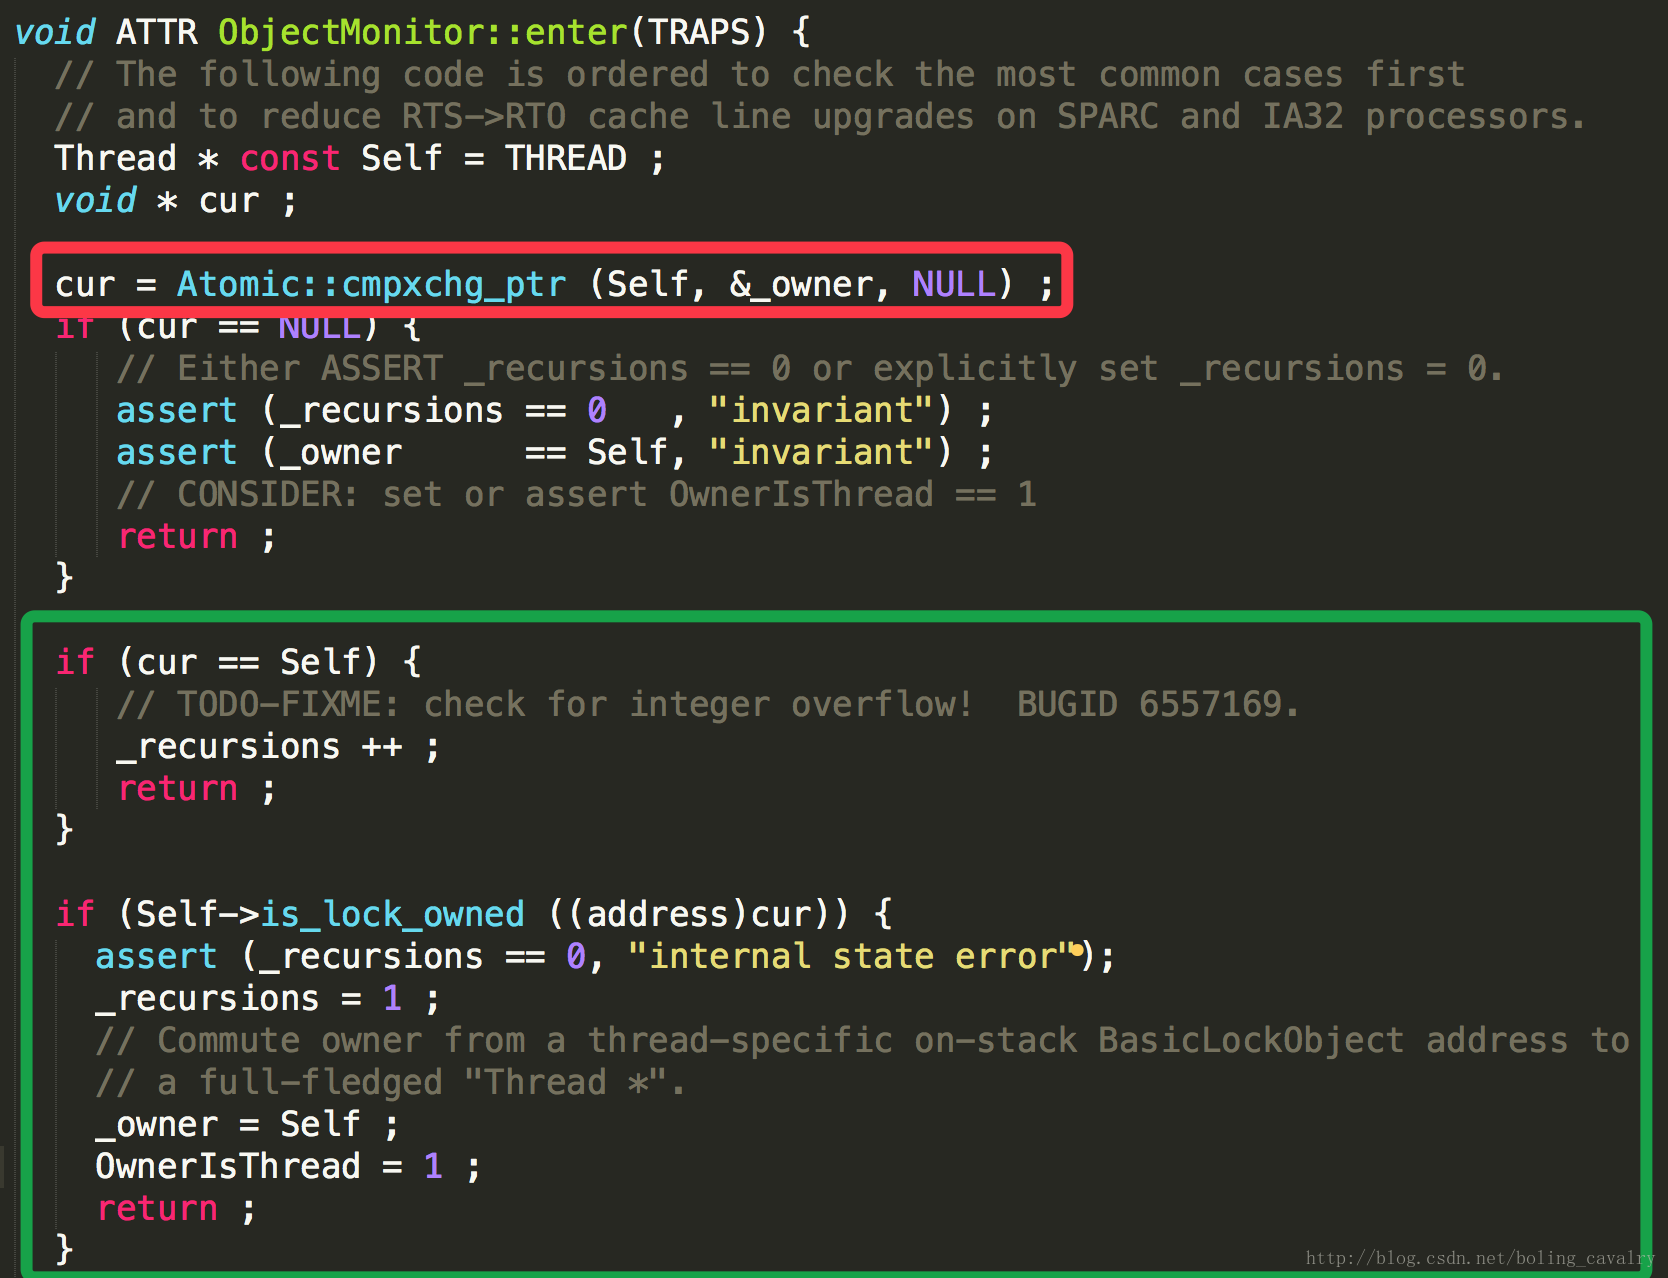 void ATTR ObjectMonitor::enter(TRAPS) {
  // The following code is ordered to check the most common cases first
  // and to reduce RTS->RTO cache line upgrades on SPARC and IA32 processors.
  Thread * const Self = THREAD ;
  void * cur ;
  cur = Atomic::cmpxchg_ptr (Self, &_owner, NULL) ;
  if (cur == NULL) {
     // Either ASSERT _recursions == 0 or explicitly set _recursions = 0.
     assert (_recursions == 0   , "invariant") ;
     assert (_owner      == Self, "invariant") ;
     // CONSIDER: set or assert OwnerIsThread == 1
     return ;
  }
  if (cur == Self) {
     // TODO-FIXME: check for integer overflow!  BUGID 6557169.
     _recursions ++ ;
     return ;
  }
  if (Self->is_lock_owned ((address)cur)) {
    assert (_recursions == 0, "internal state error");
    _recursions = 1 ;
    // Commute owner from a thread-specific on-stack BasicLockObject address to
    // a full-fledged "Thread *".
    _owner = Self ;
    OwnerIsThread = 1 ;
    return ;
  }
http://blog.csdn.net/boling_cavalry